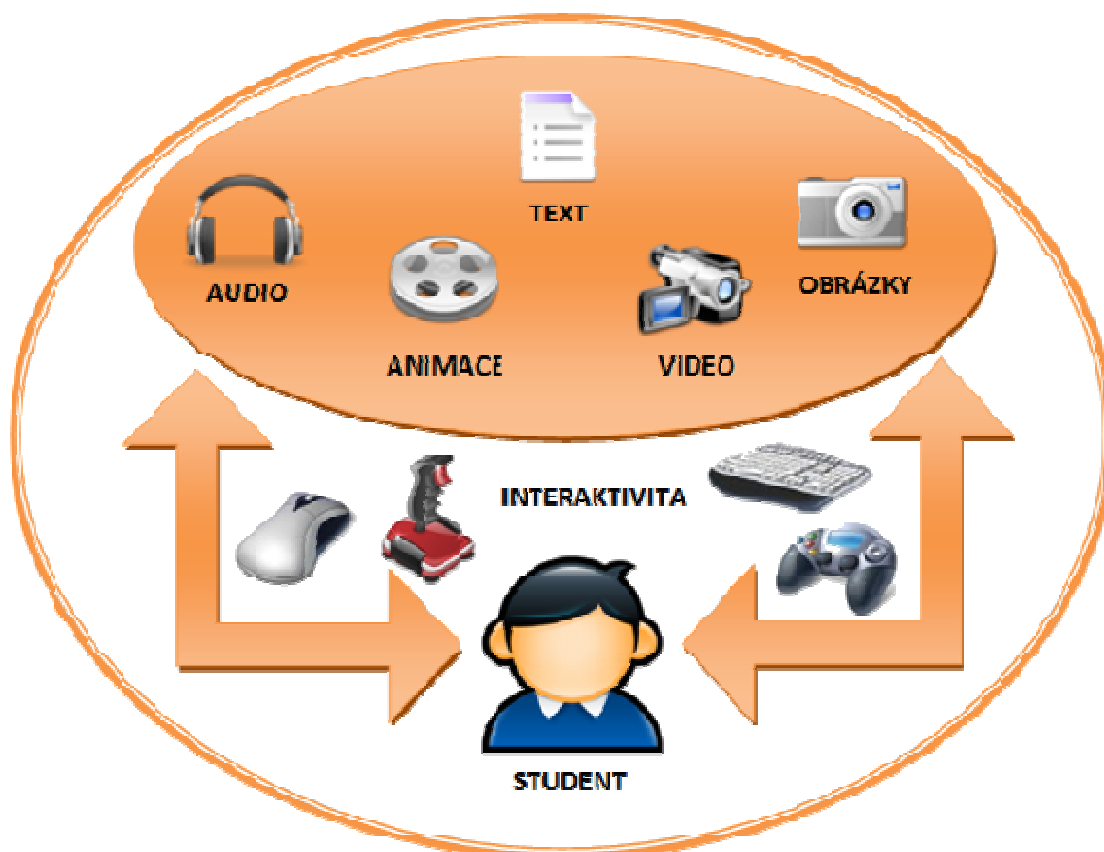 TEXT
AUDIO
OBRÁZKY
ANIMACE
VIDEO
INTERAKTIVITA
STUDENT